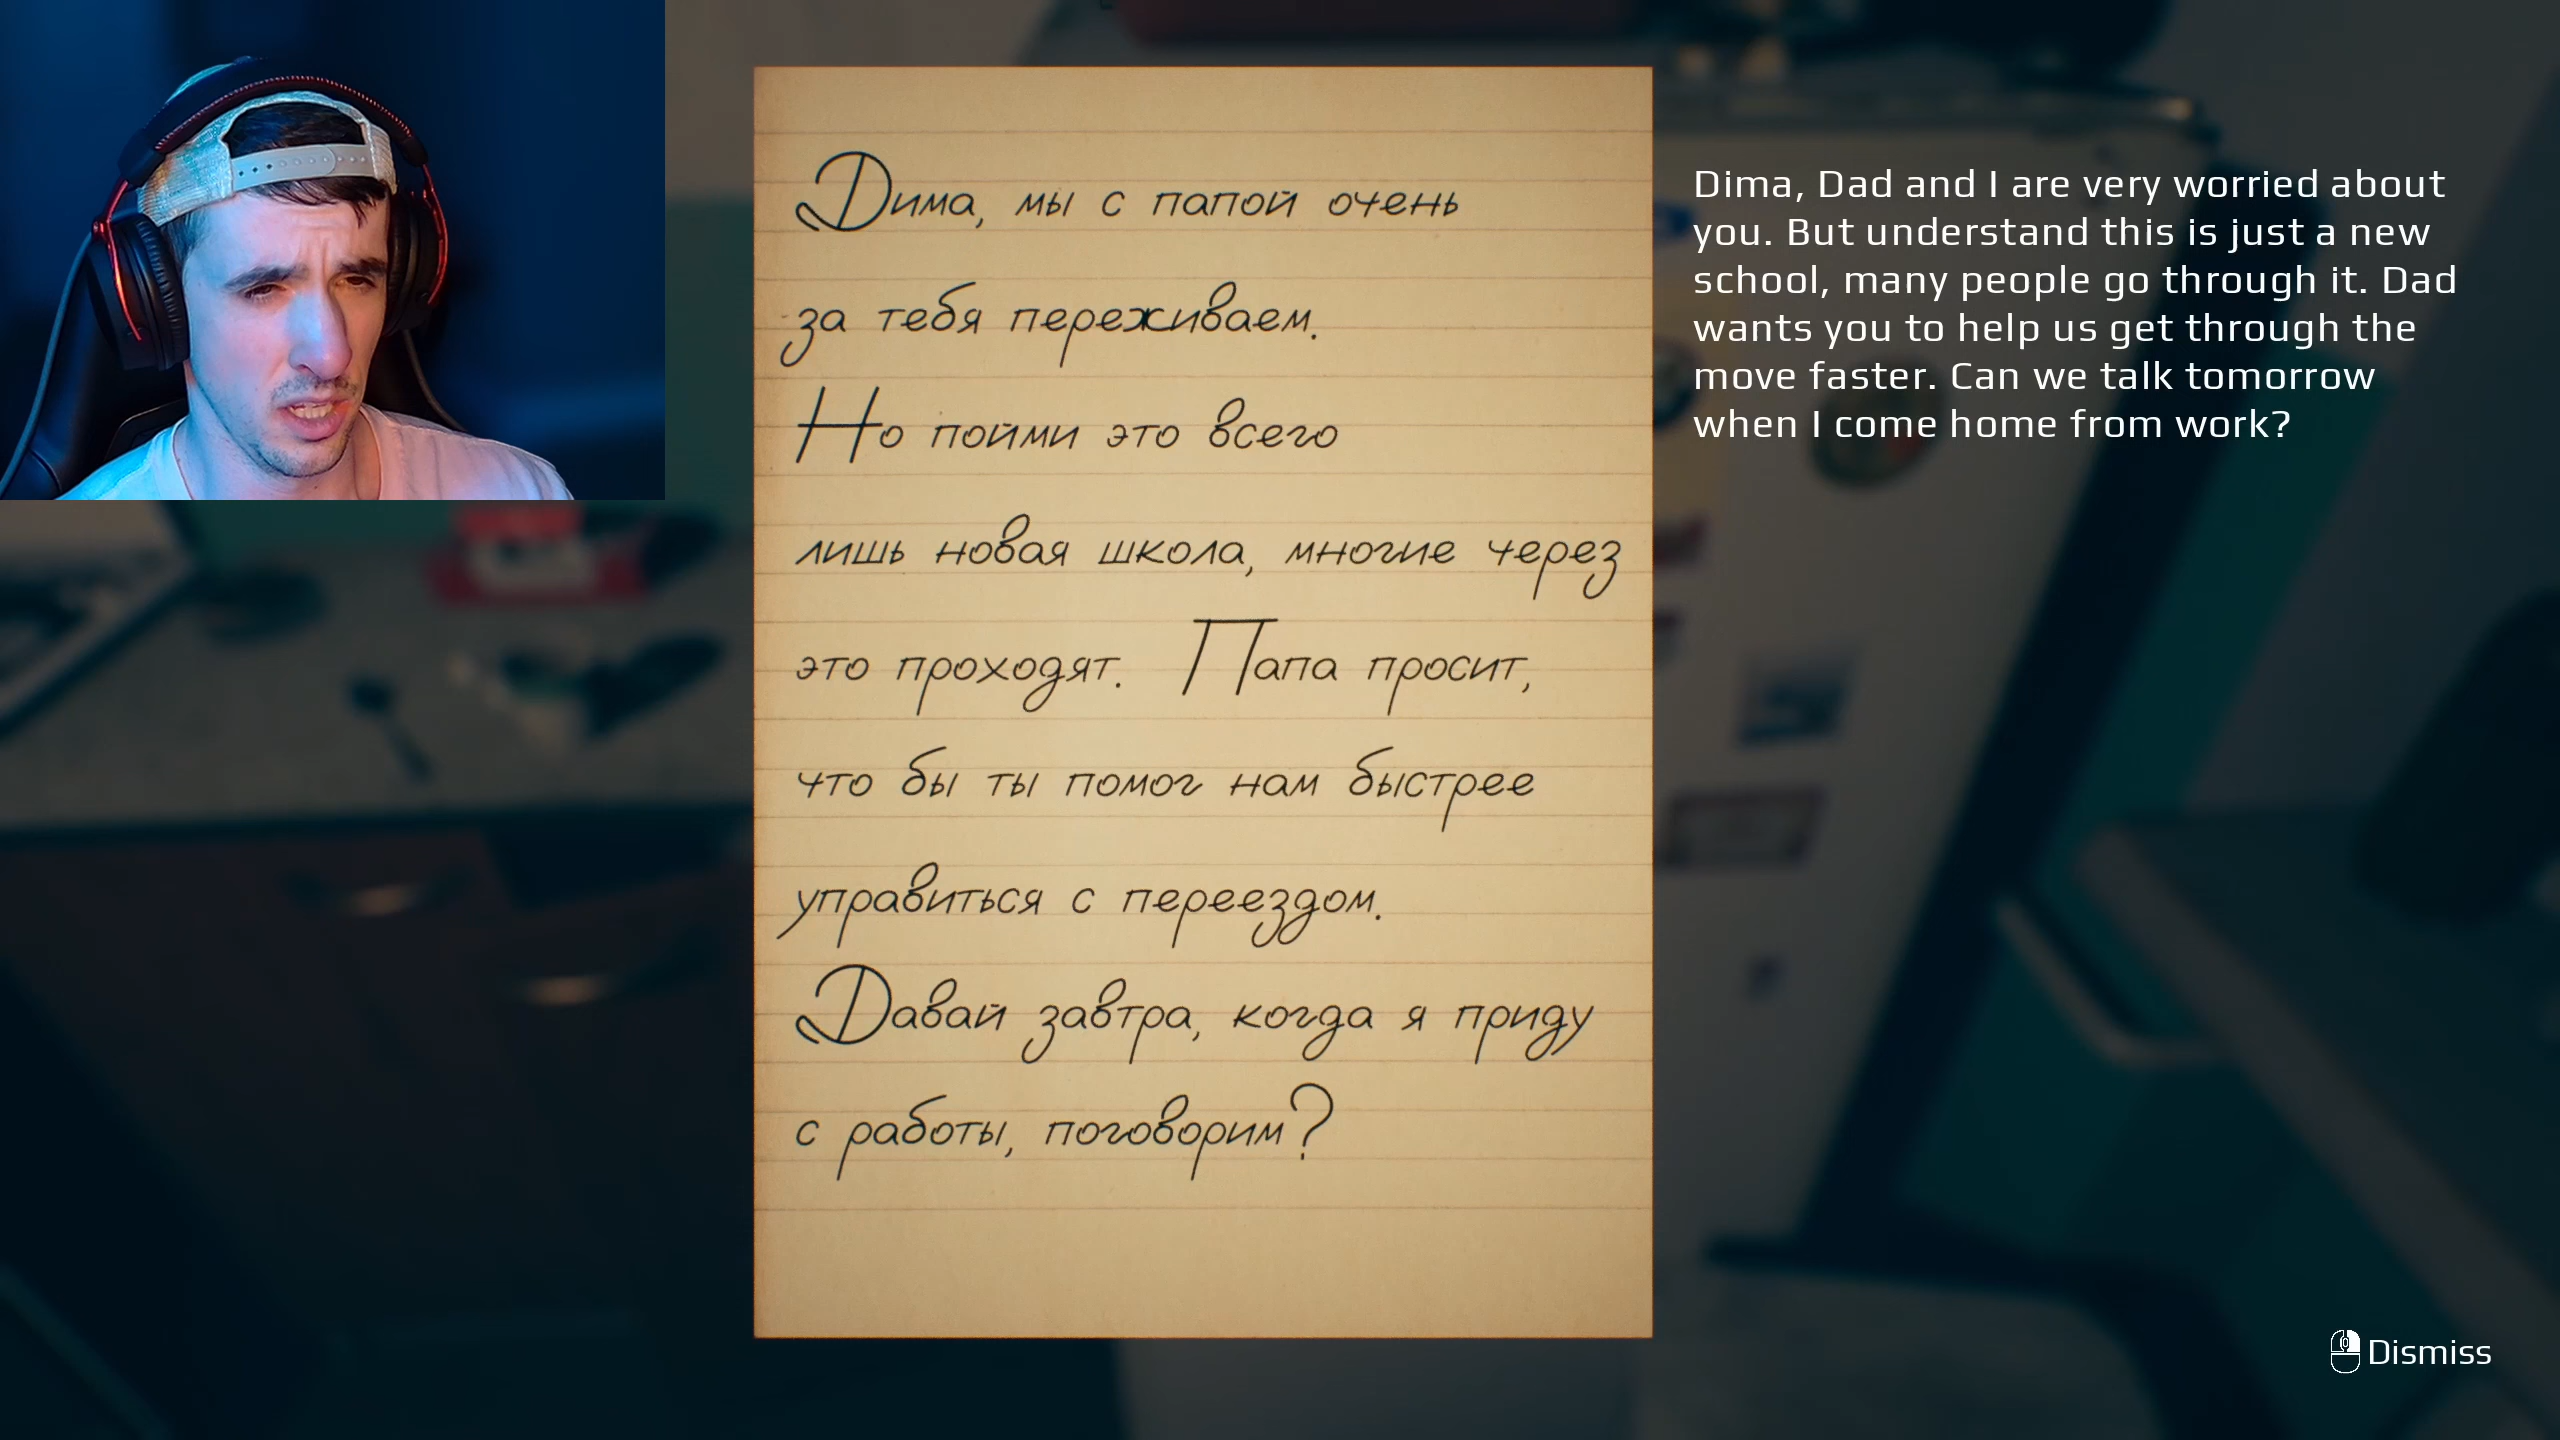 Дима, мы с папой очень
за тебя переживаем.
Но пойми это всего
лишь новая школа, многие через
это проходят. Папа просит,
что бы ты помог нам быстрее
управиться с переездом.
Давай завтра, когда я приду
с работы, поговорим?
Dima, Dad and I are very worried about
you. But understand this is just a new
school, many people go through it. Dad
wants you to help us get through the
move faster. Can we talk tomorrow
when I come home from work?
Dismiss